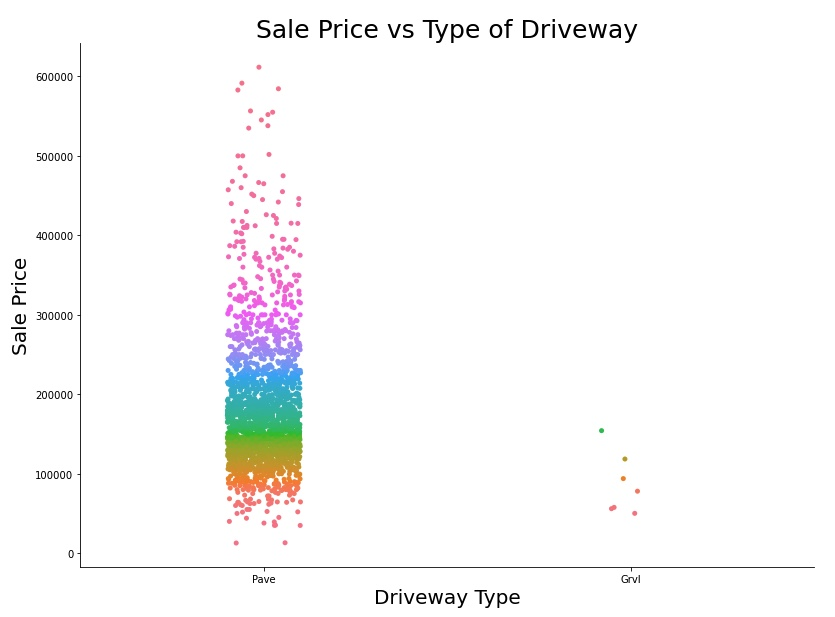 Sale Price vs Type of Driveway
Sale Price
600000
500000
400000
300000
200000
100000
0
Pave
Grvl
Driveway Type